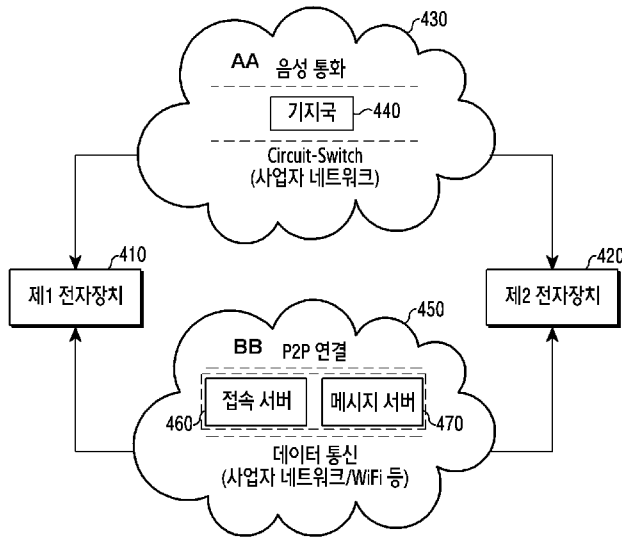 430
AA 음성 통화
기지국 440
Circuit-Switch
(사업자 네트워크)
410
제1 전자장치
420
제2 전자장치
450
BB P2P 연결
460 접속 서버 메시지 서버 470
데이터 통신
(사업자 네트워크/WiFi 등)